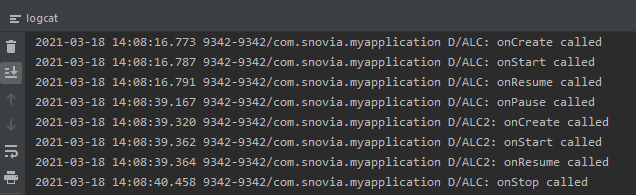 logcat
2021-03-18 14:08:16.773 9342-9342/com.snovia.myapplication D/ALC: onCreate called
2021-03-18 14:08:16.787 9342-9342/com.snovia.myapplication D/ALC: onStart called
2021-03-18 14:08:16.791 9342-9342/com.snovia.myapplication D/ALC: onResume called
2021-03-18 14:08:39.167 9342-9342/com.snovia.myapplication D/ALC: onPause called
2021-03-18 14:08:39.320 9342-9342/com.snovia.myapplication D/ALC2: onCreate called
2021-03-18 14:08:39.362 9342-9342/com.snovia.myapplication D/ALC2: onStart called
2021-03-18 14:08:39.364 9342-9342/com.snovia.myapplication D/ALC2: onResume called
2021-03-18 14:08:40.458 9342-9342/com.snovia.myapplication D/ALC: onStop called